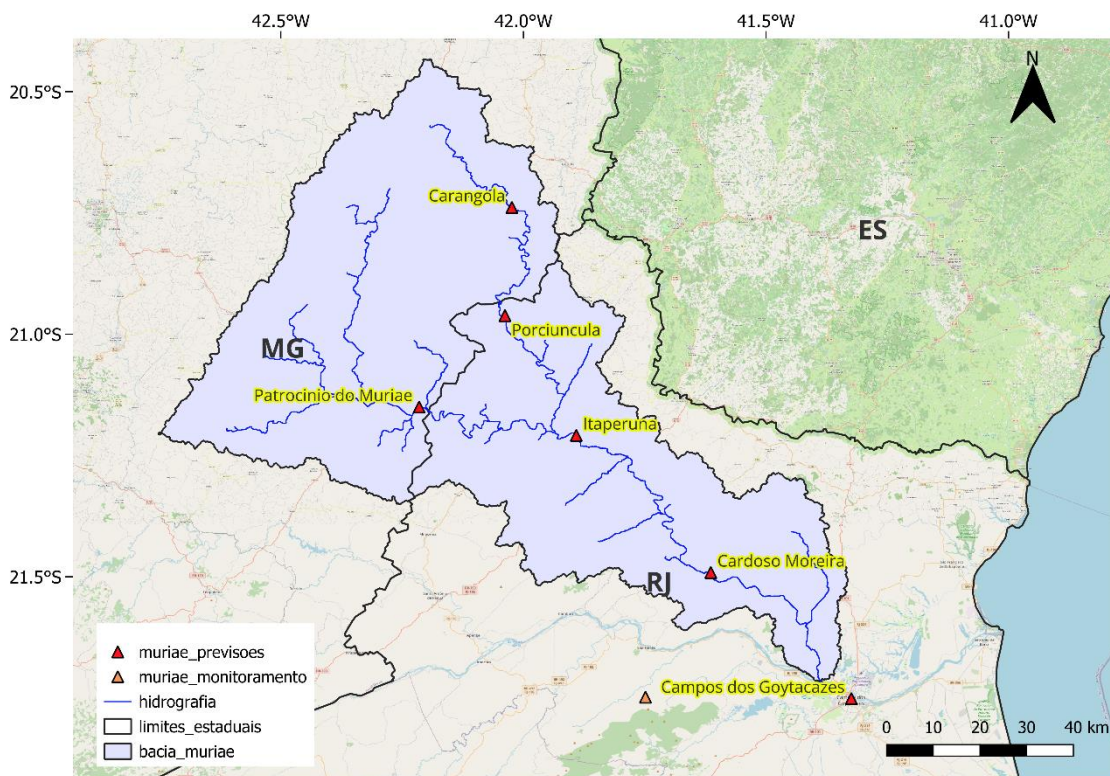 42.5°W 42.0°W 41.5°W 41.0°W
N
20.5°S
Carangola
ES
21.0°S
Porciuncula
MG
Patrocinio do Muriae
Itaperuna
21.5°S
Cardoso Moreira
RJ
Campos dos Goytacazes
muriae_previsoes
muriae_monitoramento
hidrografia
limites_estaduais
bacia_muriae
0 10 20 30 40 km